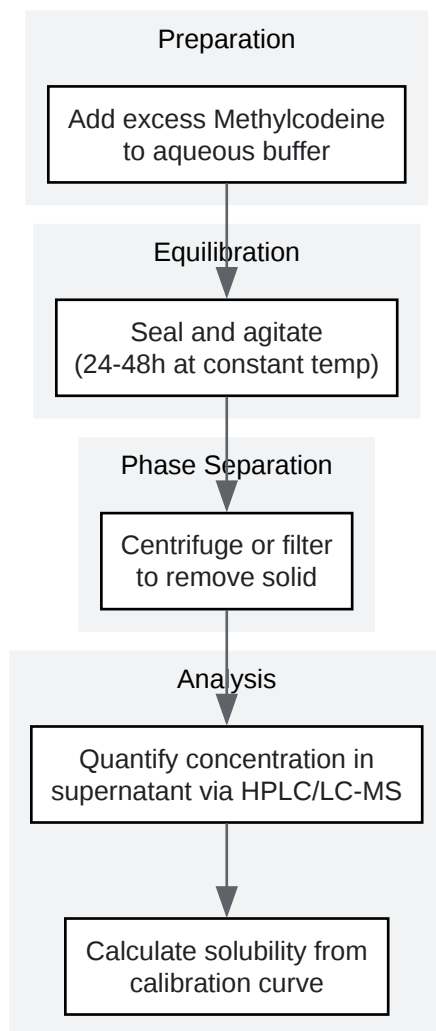 Preparation
Add excess Methylcodeine
to aqueous buffer
Equilibration
Seal and agitate
(24-48h at constant temp)
Phase Separation
Centrifuge or filter
to remove solid
Analysis
Quantify concentration in
supernatant via HPLC/LC-MS
Calculate solubility from
calibration curve